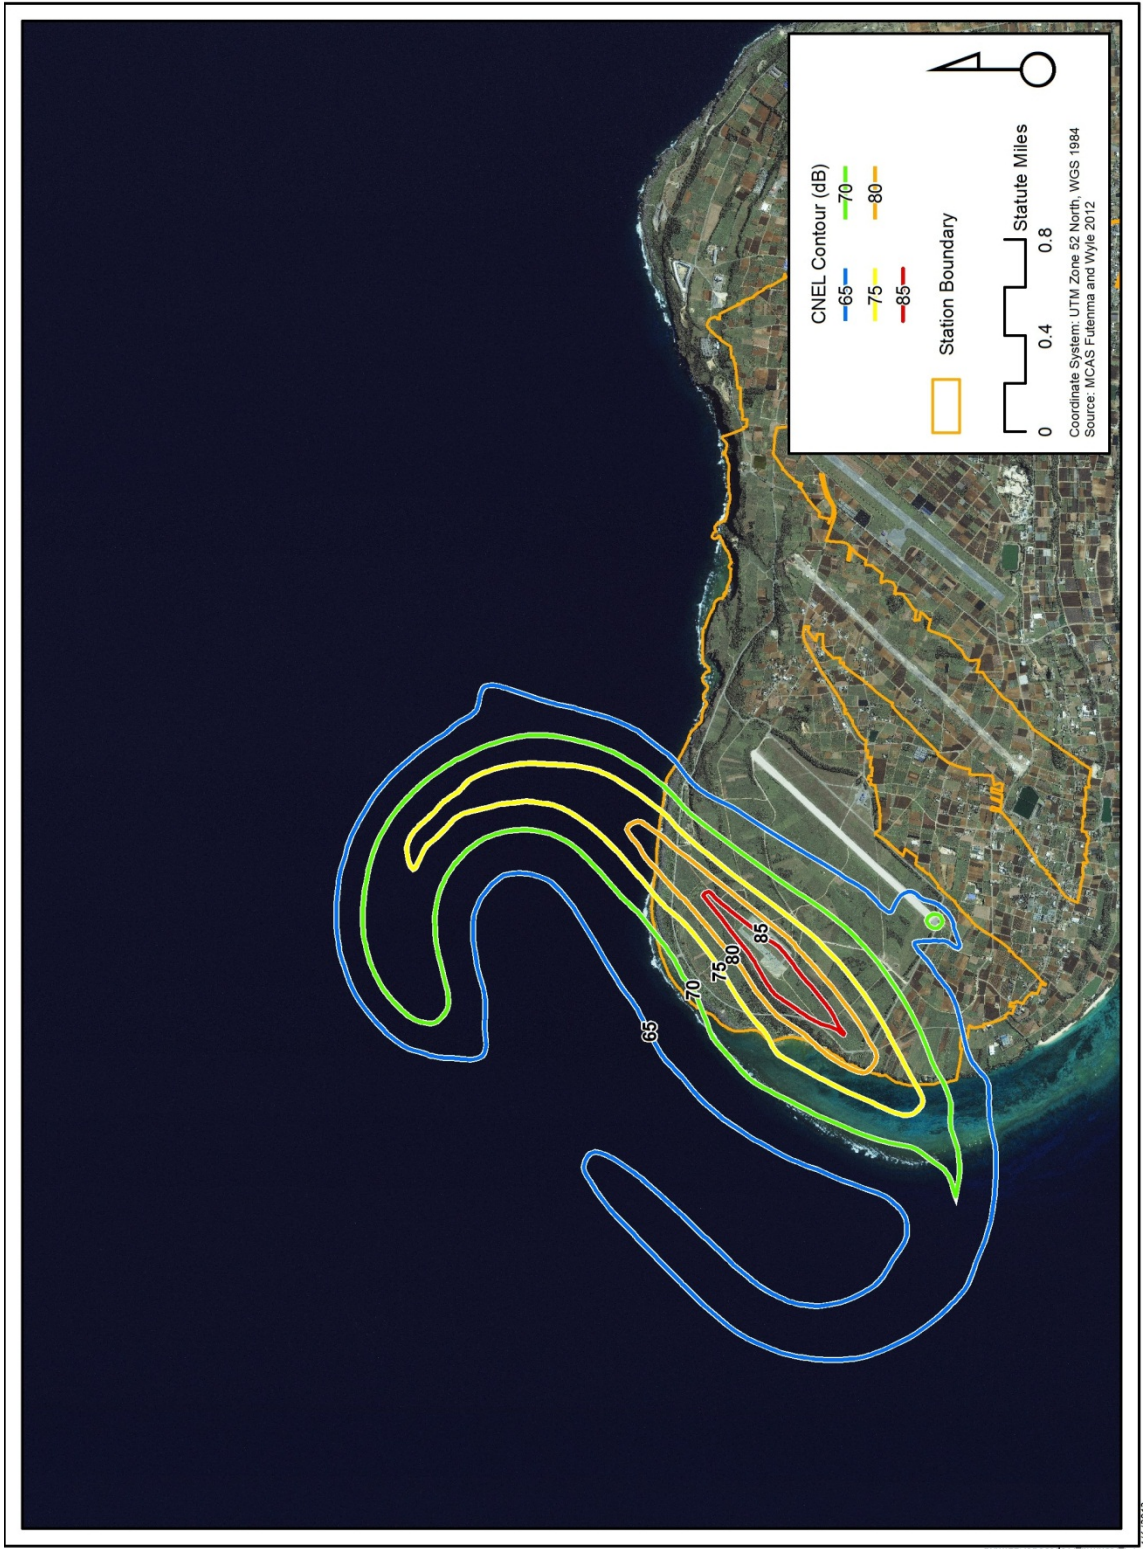 CNEL Contour (dB)
65 70
75 80
85
Station Boundary
0 0.4 0.8 Statute Miles
Coordinate System: UTM Zone 52 North, WGS 1984
Source: MCAS Futenma and Wyle 2012
65
70
75
80
85